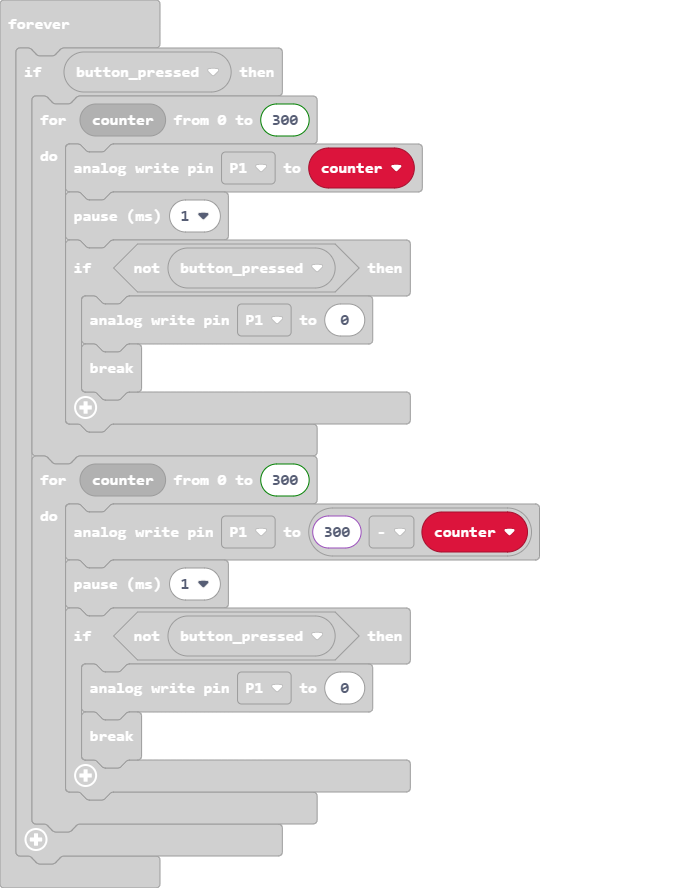 forever
if button_pressed then
for counter from 0 to 300
do
analog write pin P1 to counter
pause (ms) 1
if not button_pressed then
analog write pin P1 to 0
break
for counter from 0 to 300
do
analog write pin P1 to 300 - counter
pause (ms) 1
if not button_pressed then
analog write pin P1 to 0
break